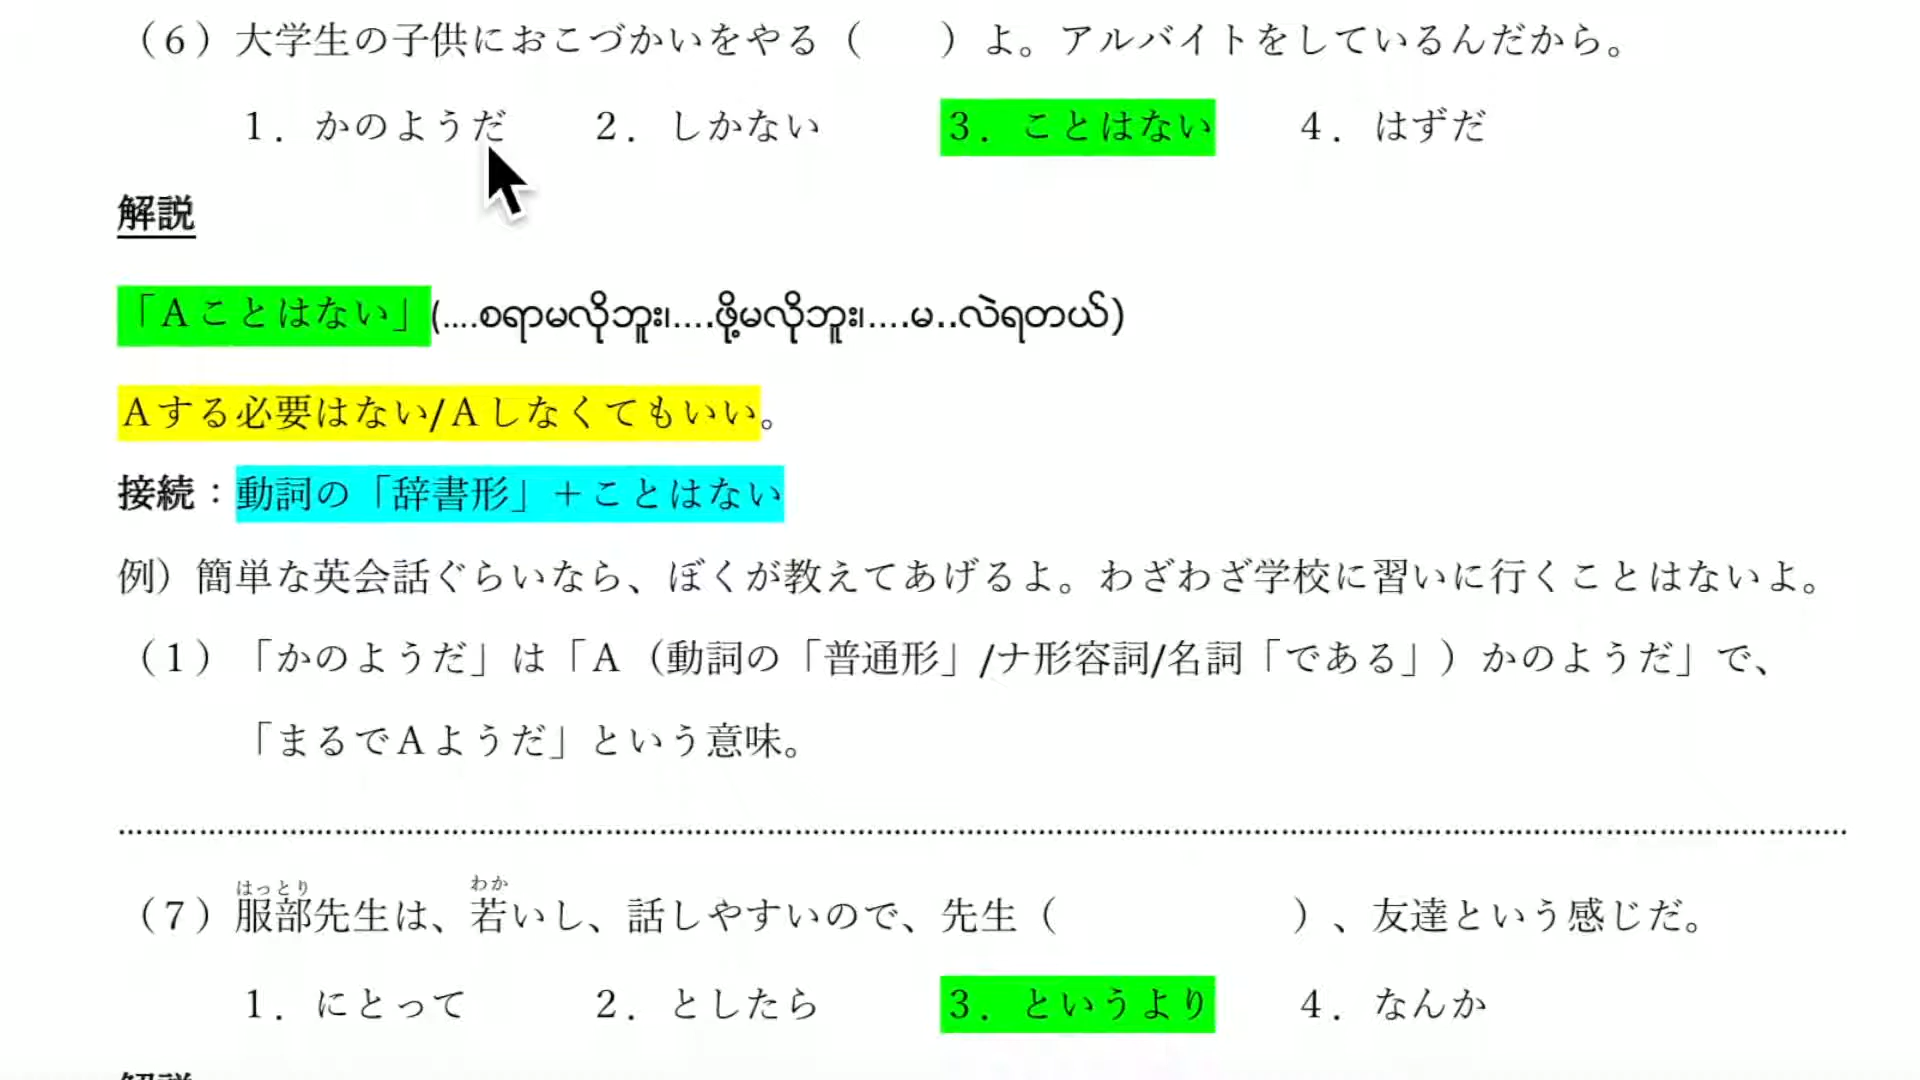 （６）大学生の子供におこづかいをやる（　　）よ。アルバイトをしているんだから。
１．かのようだ　　２．しかない　　３．ことはない　　４．はずだ
解説
「Ａことはない」(....စရာမလိုဘူး၊....ဖို့မလိုဘူး၊....မ..လဲရတယ်)
Ａする必要はない/Ａしなくてもいい。
接続：動詞の「辞書形」＋ことはない
例）簡単な英会話ぐらいなら、ぼくが教えてあげるよ。わざわざ学校に習いに行くことはないよ。
（１）「かのようだ」は「Ａ（動詞の「普通形」/ナ形容詞/名詞「である」）かのようだ」で、
「まるでＡようだ」という意味。
はっとり　わか
（７）服部先生は、若いし、話しやすいので、先生（　　　　　　）、友達という感じだ。
１．にとって　　２．としたら　　３．というより　　４．なんか